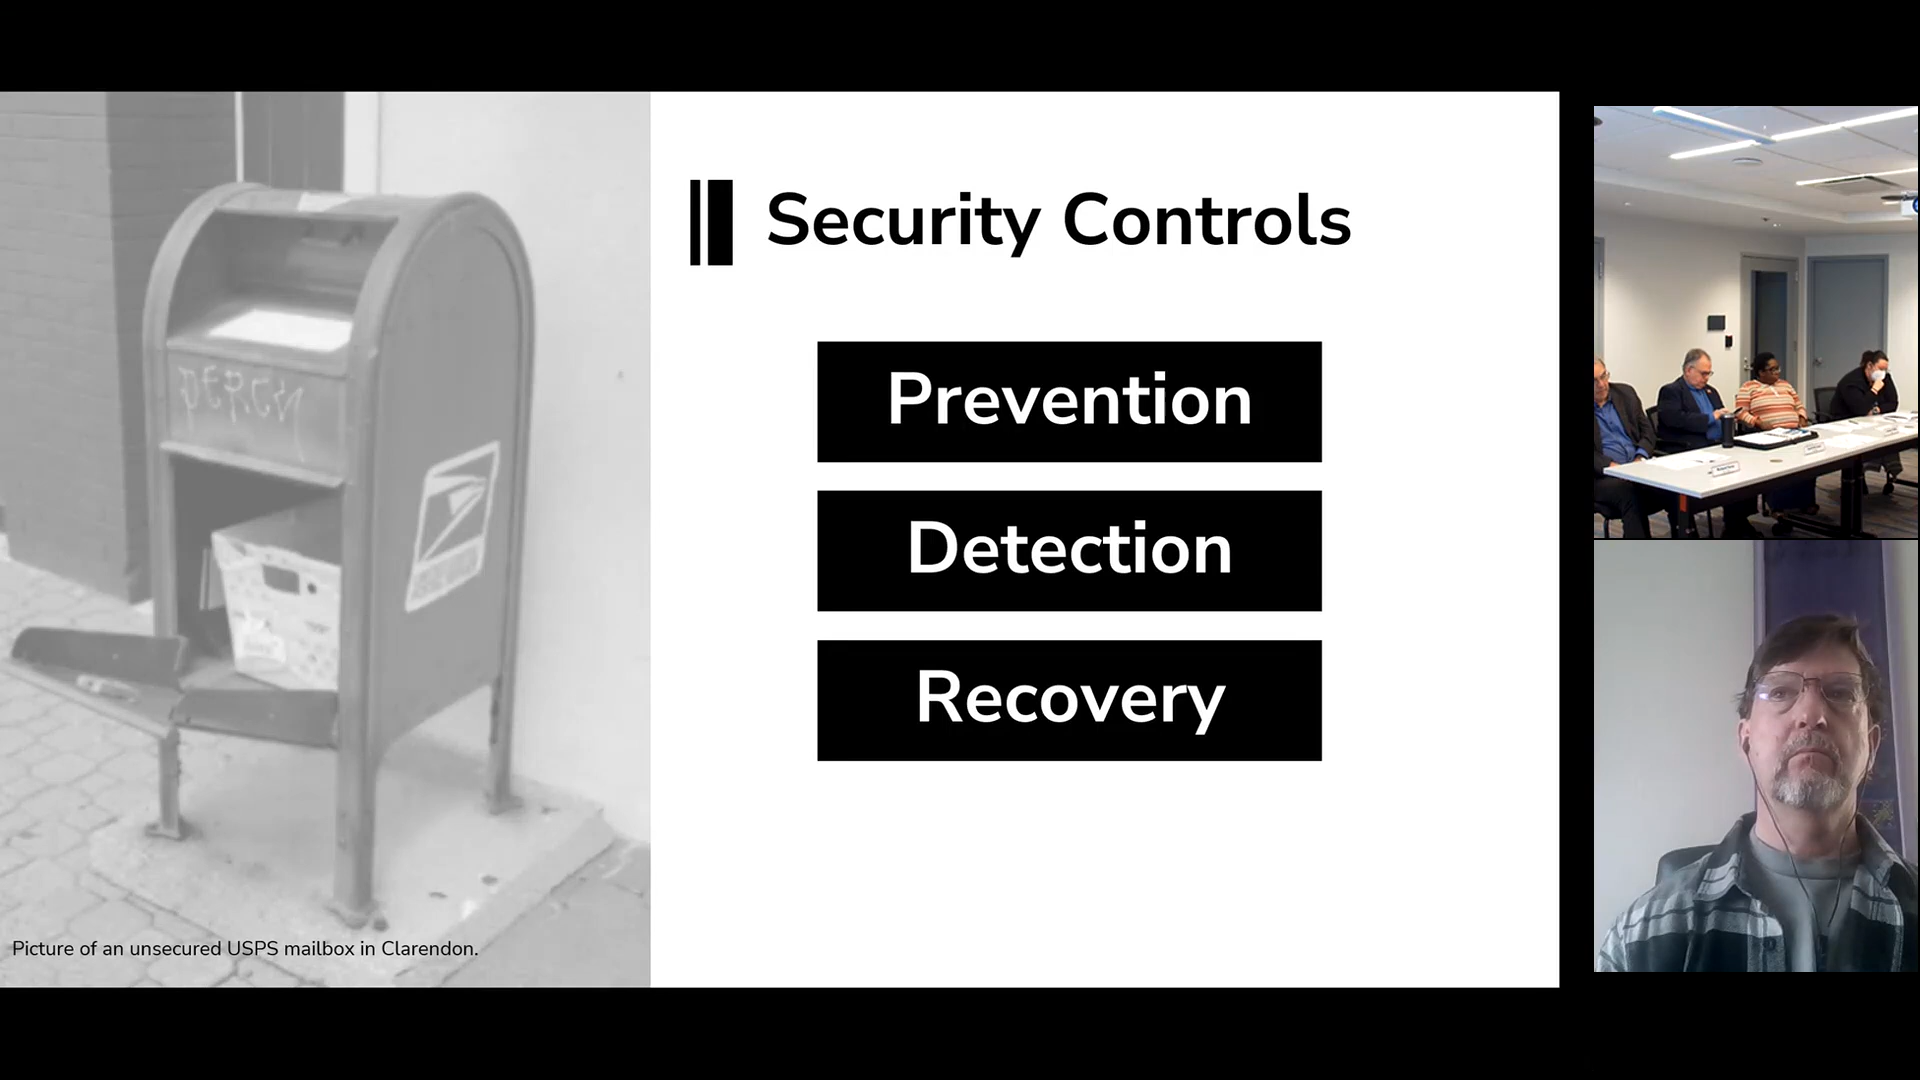 Security Controls
Prevention
Detection
Recovery
Picture of an unsecured USPS mailbox in Clarendon.